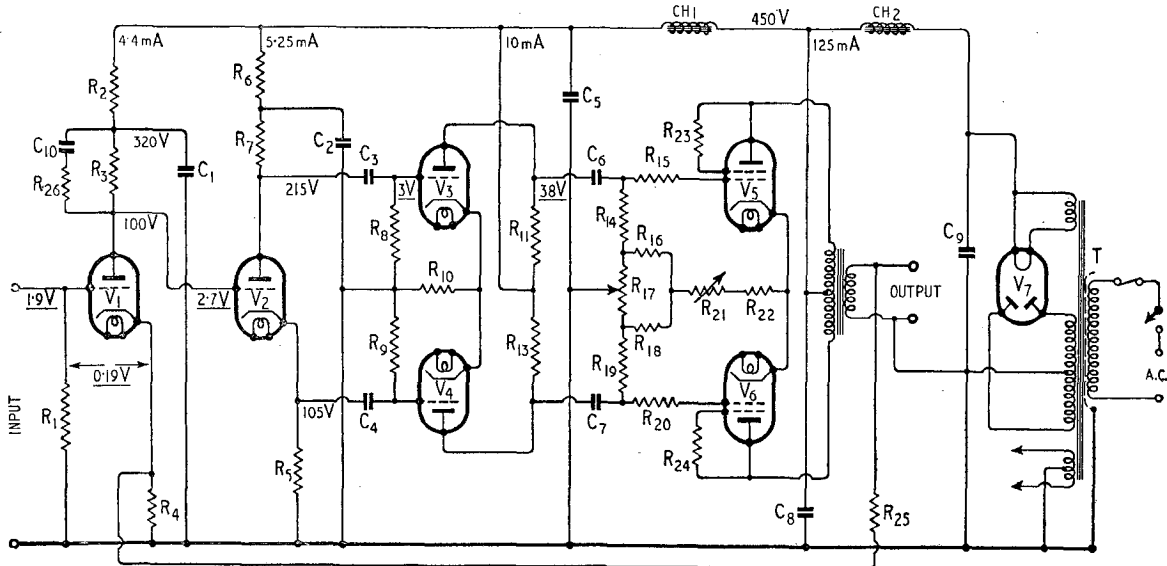 CH1
450V
CH2
4·4mA
5·25mA
10mA
125mA
R2
R6
C5
R23
C10
320V
R7
C2
C3
C6
R15
V5
R3
C1
R26
215V
3V
V3
38V
R14
C9
100V
R8
R11
R16
T
R10
R17
V7
V1
V2
R21
R22
OUTPUT
1·9V
2·7V
R18
R9
R13
R19
A.C.
0·19V
V4
V6
R1
105V
C4
C7
R20
INPUT
R5
R24
R4
C8
R25